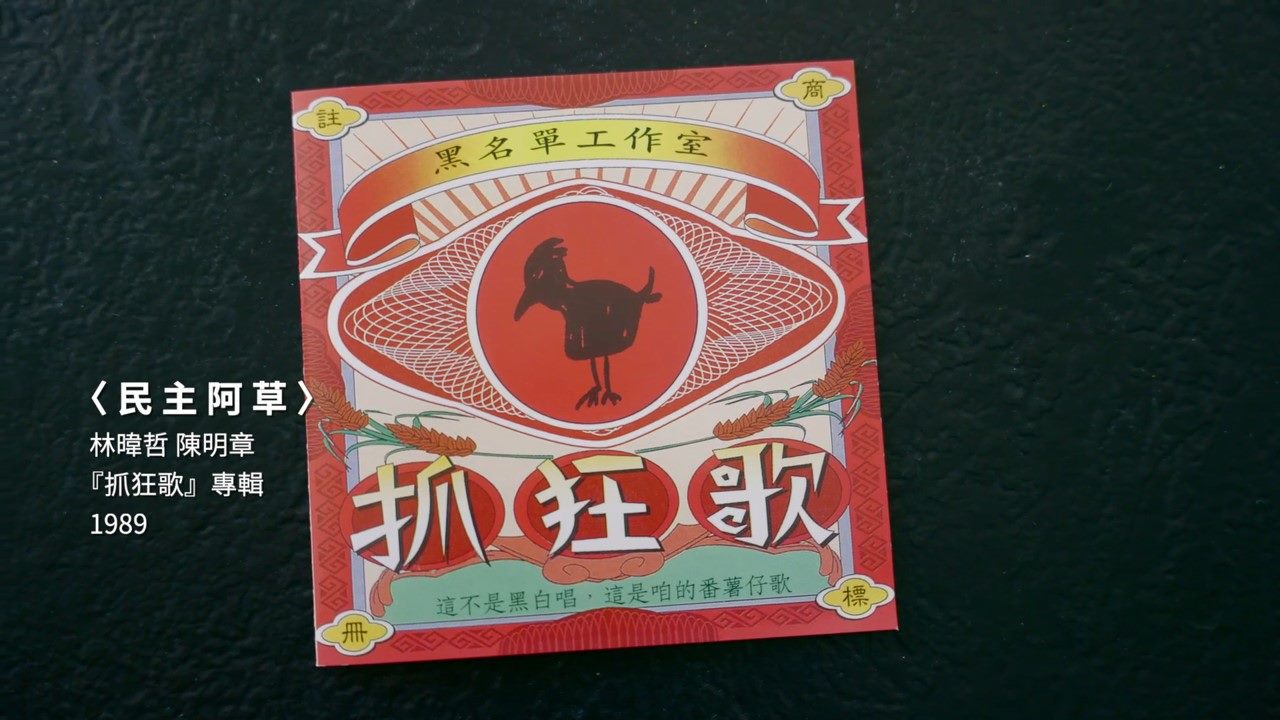 註
商
黑名單工作室
〈民主阿草〉
林暐哲 陳明章
『抓狂歌』專輯
1989
抓狂歌
這不是黑白唱，這是咱的番薯仔歌
冊
標